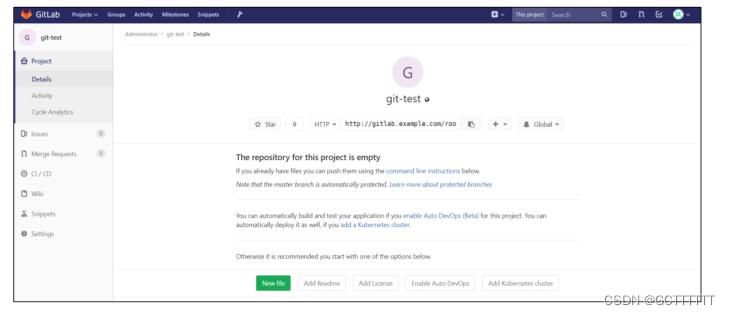 GitLab Projects Groups Activity Milestones Snippets This project Search
G git-test
Administrator › git-test › Details
Project
Details
Activity
Cycle Analytics
Issues 0
Merge Requests 0
CI / CD
Wiki
Snippets
Settings
G
git-test
Star 0 HTTP http://gitlab.example.com/roo Global
The repository for this project is empty
If you already have files you can push them using the command line instructions below.
Note that the master branch is automatically protected. Learn more about protected branches
You can automatically build and test your application if you enable Auto DevOps (Beta) for this project. You can
automatically deploy it as well, if you add a Kubernetes cluster.
Otherwise it is recommended you start with one of the options below.
New file Add Readme Add License Enable Auto DevOps Add Kubernetes cluster